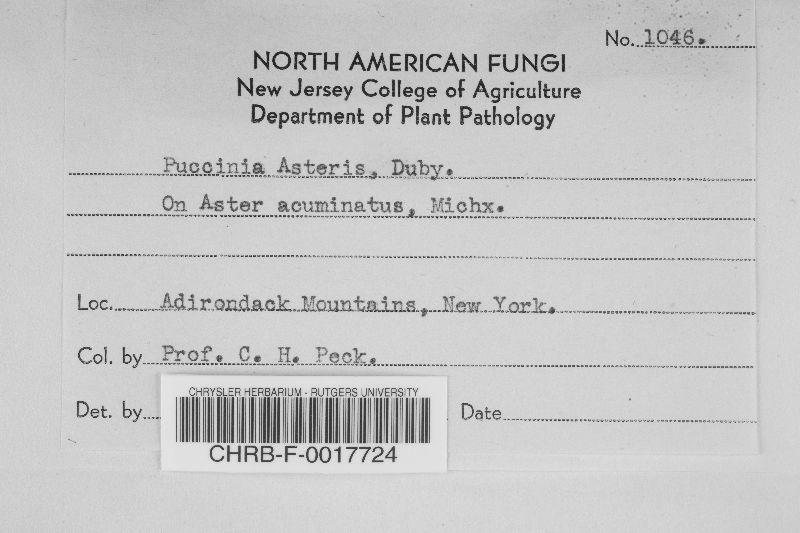 No. 1046.
NORTH AMERICAN FUNGI
New Jersey College of Agriculture
Department of Plant Pathology
Puccinia Asteris, Duby.
On Aster acuminatus, Michx.
Loc. Adirondack Mountains, New York.
Col. by Prof. C. H. Peck.
Det. by
Date
CHRYSLER HERBARIUM - RUTGERS UNIVERSITY
CHRB-F-0017724